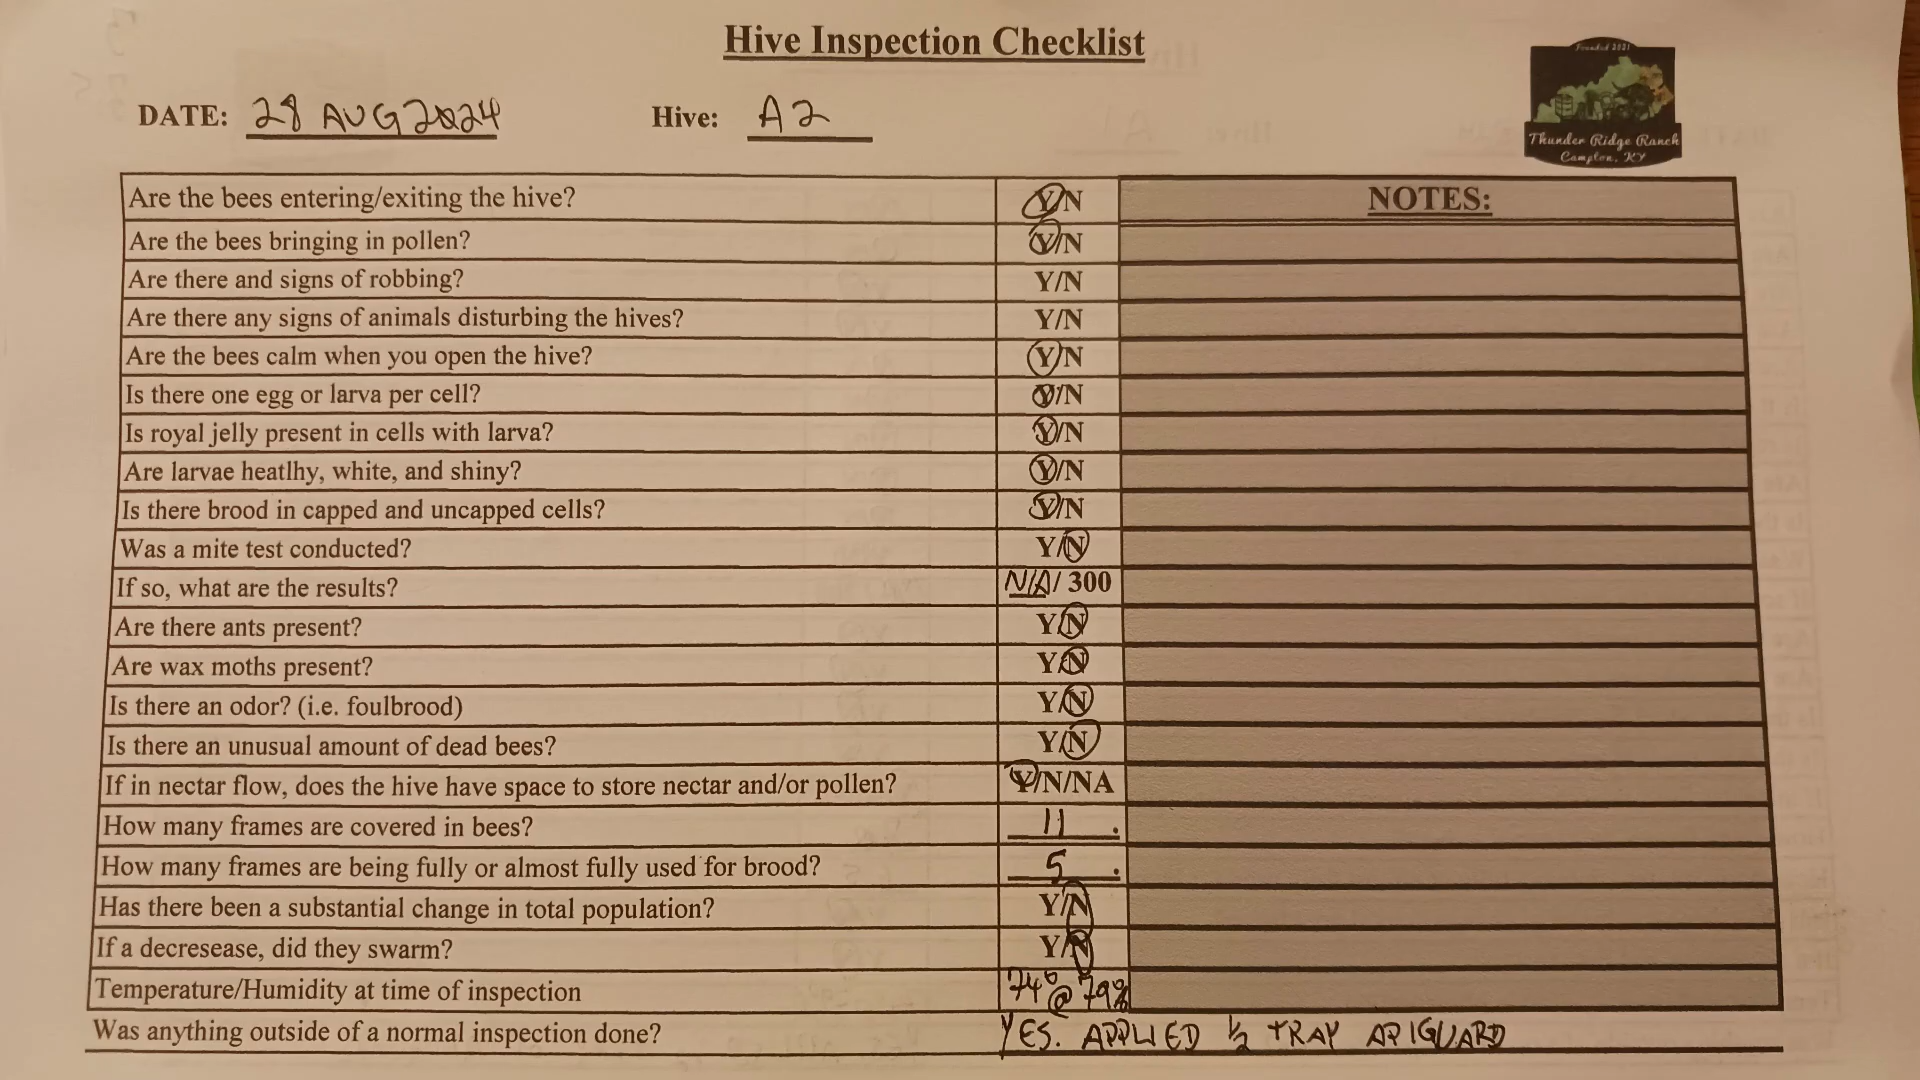 Hive Inspection Checklist
DATE: 28 AUG 2024 Hive: A2
Founded 2021
Thunder Ridge Ranch
Campton, KY
NOTES:
Are the bees entering/exiting the hive? Y/N
Are the bees bringing in pollen? Y/N
Are there and signs of robbing? Y/N
Are there any signs of animals disturbing the hives? Y/N
Are the bees calm when you open the hive? Y/N
Is there one egg or larva per cell? Y/N
Is royal jelly present in cells with larva? Y/N
Are larvae heatlhy, white, and shiny? Y/N
Is there brood in capped and uncapped cells? Y/N
Was a mite test conducted? Y/N
If so, what are the results? N/A/ 300
Are there ants present? Y/N
Are wax moths present? Y/N
Is there an odor? (i.e. foulbrood) Y/N
Is there an unusual amount of dead bees? Y/N
If in nectar flow, does the hive have space to store nectar and/or pollen? Y/N/NA
How many frames are covered in bees? 11 .
How many frames are being fully or almost fully used for brood? 5 .
Has there been a substantial change in total population? Y/N
If a decresease, did they swarm? Y/N
Temperature/Humidity at time of inspection 74° @ 79%
Was anything outside of a normal inspection done? YES. APPLIED ½ TRAY APIGUARD